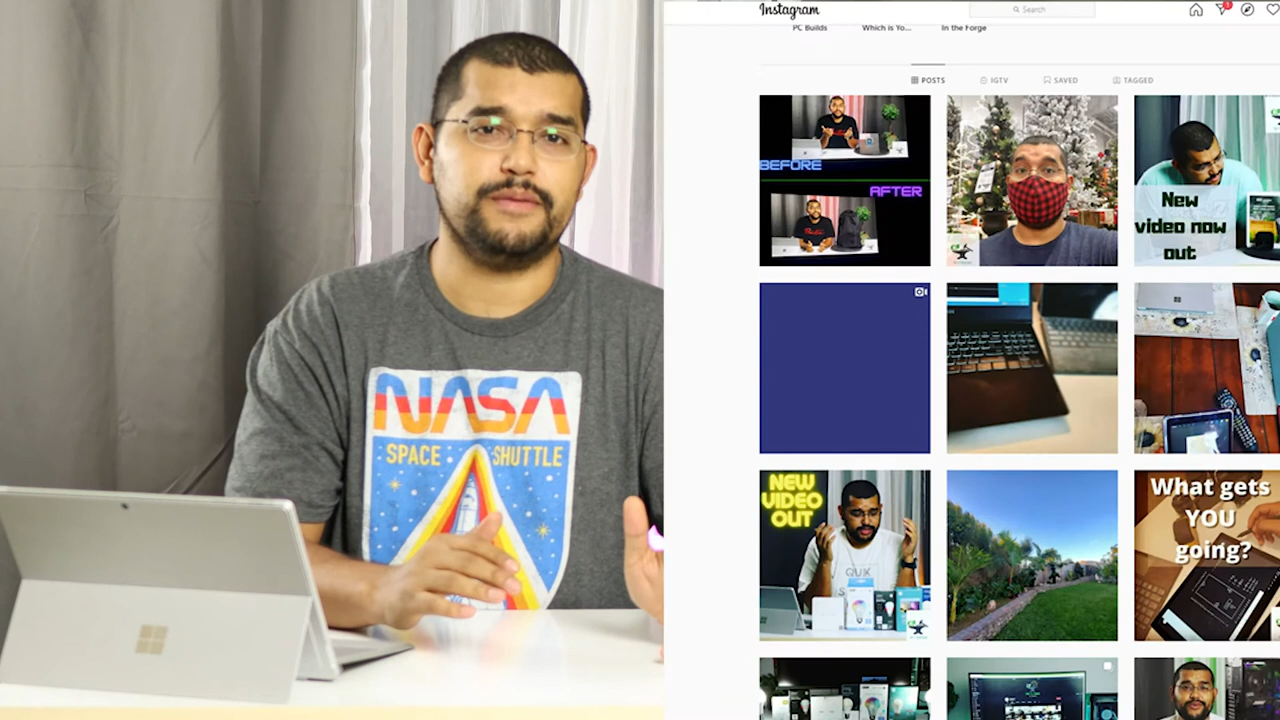 NASA
SPACE SHUTTLE
Instagram
Search
1
PC Builds
Which is Yo...
In the Forge
POSTS
IGTV
SAVED
TAGGED
BEFORE
AFTER
New
video now
out
NEW
VIDEO
OUT
What gets
YOU
going?